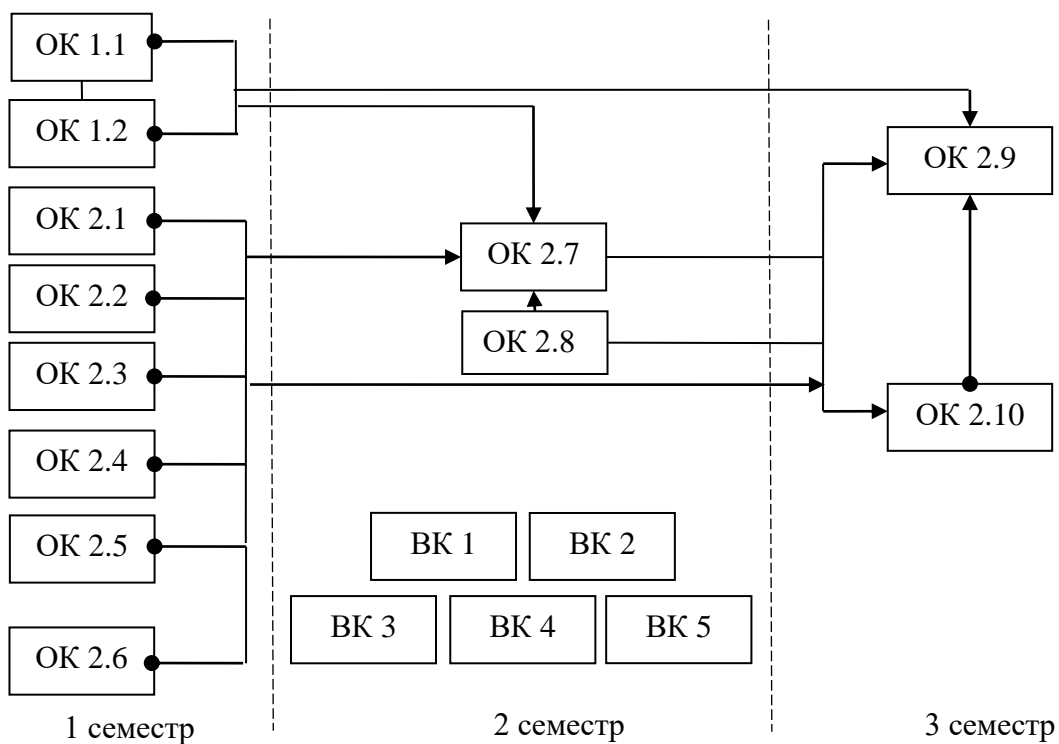 ОК 1.1
ОК 1.2
ОК 2.1
ОК 2.2
ОК 2.3
ОК 2.4
ОК 2.5
ОК 2.6
1 семестр
ОК 2.7
ОК 2.8
ВК 1
ВК 2
ВК 3
ВК 4
ВК 5
2 семестр
ОК 2.9
ОК 2.10
3 семестр